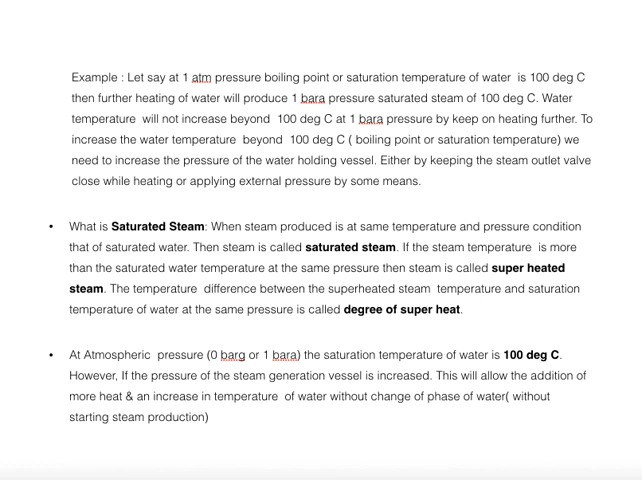 Example : Let say at 1 atm pressure boiling point or saturation temperature of water  is 100 deg C
then further heating of water will produce 1 bara pressure saturated steam of 100 deg C. Water
temperature  will not increase beyond  100 deg C at 1 bara pressure by keep on heating further. To
increase the water temperature  beyond  100 deg C ( boiling point or saturation temperature) we
need to increase the pressure of the water holding vessel. Either by keeping the steam outlet valve
close while heating or applying external pressure by some means.
• What is Saturated Steam: When steam produced is at same temperature and pressure condition
that of saturated water. Then steam is called saturated steam. If the steam temperature  is more
than the saturated water temperature at the same pressure then steam is called super heated
steam. The temperature  difference between the superheated steam  temperature and saturation
temperature of water at the same pressure is called degree of super heat.
• At Atmospheric  pressure (0 barg or 1 bara) the saturation temperature of water is 100 deg C.
However, If the pressure of the steam generation vessel is increased. This will allow the addition of
more heat & an increase in temperature  of water without change of phase of water( without
starting steam production)